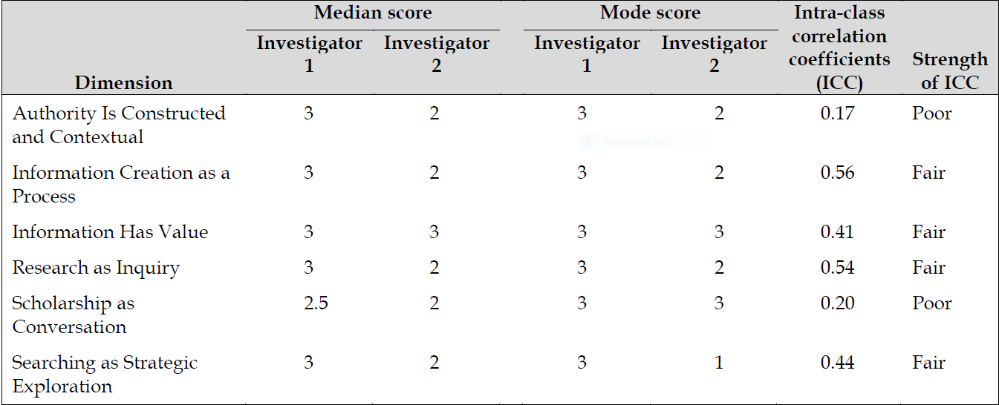 Dimension Median score Mode score Intra-class correlation coefficients (ICC) Strength of ICC
Investigator 1 Investigator 2 Investigator 1 Investigator 2
Authority Is Constructed and Contextual 3 2 3 2 0.17 Poor
Rectangular Snip
Information Creation as a Process 3 2 3 2 0.56 Fair
Information Has Value 3 3 3 3 0.41 Fair
Research as Inquiry 3 2 3 2 0.54 Fair
Scholarship as Conversation 2.5 2 3 3 0.20 Poor
Searching as Strategic Exploration 3 2 3 1 0.44 Fair